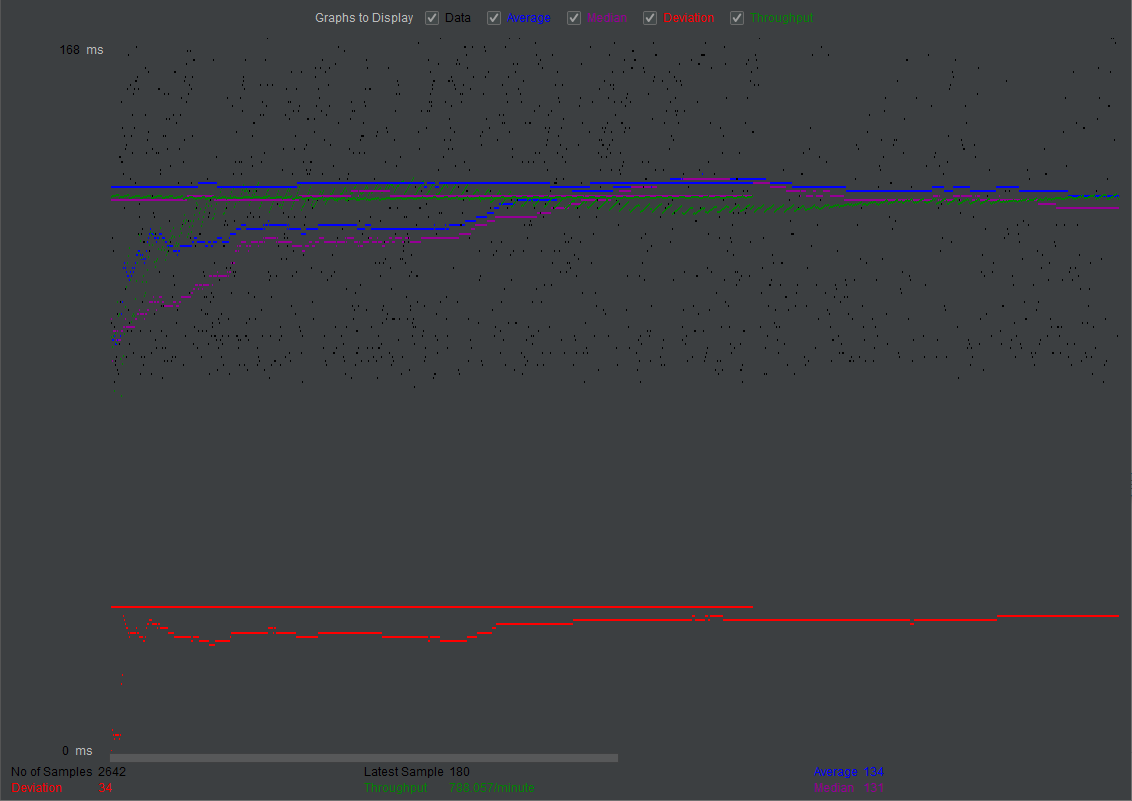 Graphs to Display Data Average Median Deviation Throughput
168 ms
0 ms
No of Samples 2642 Latest Sample 180 Average 134
Deviation 34 Throughput 788.057/minute Median